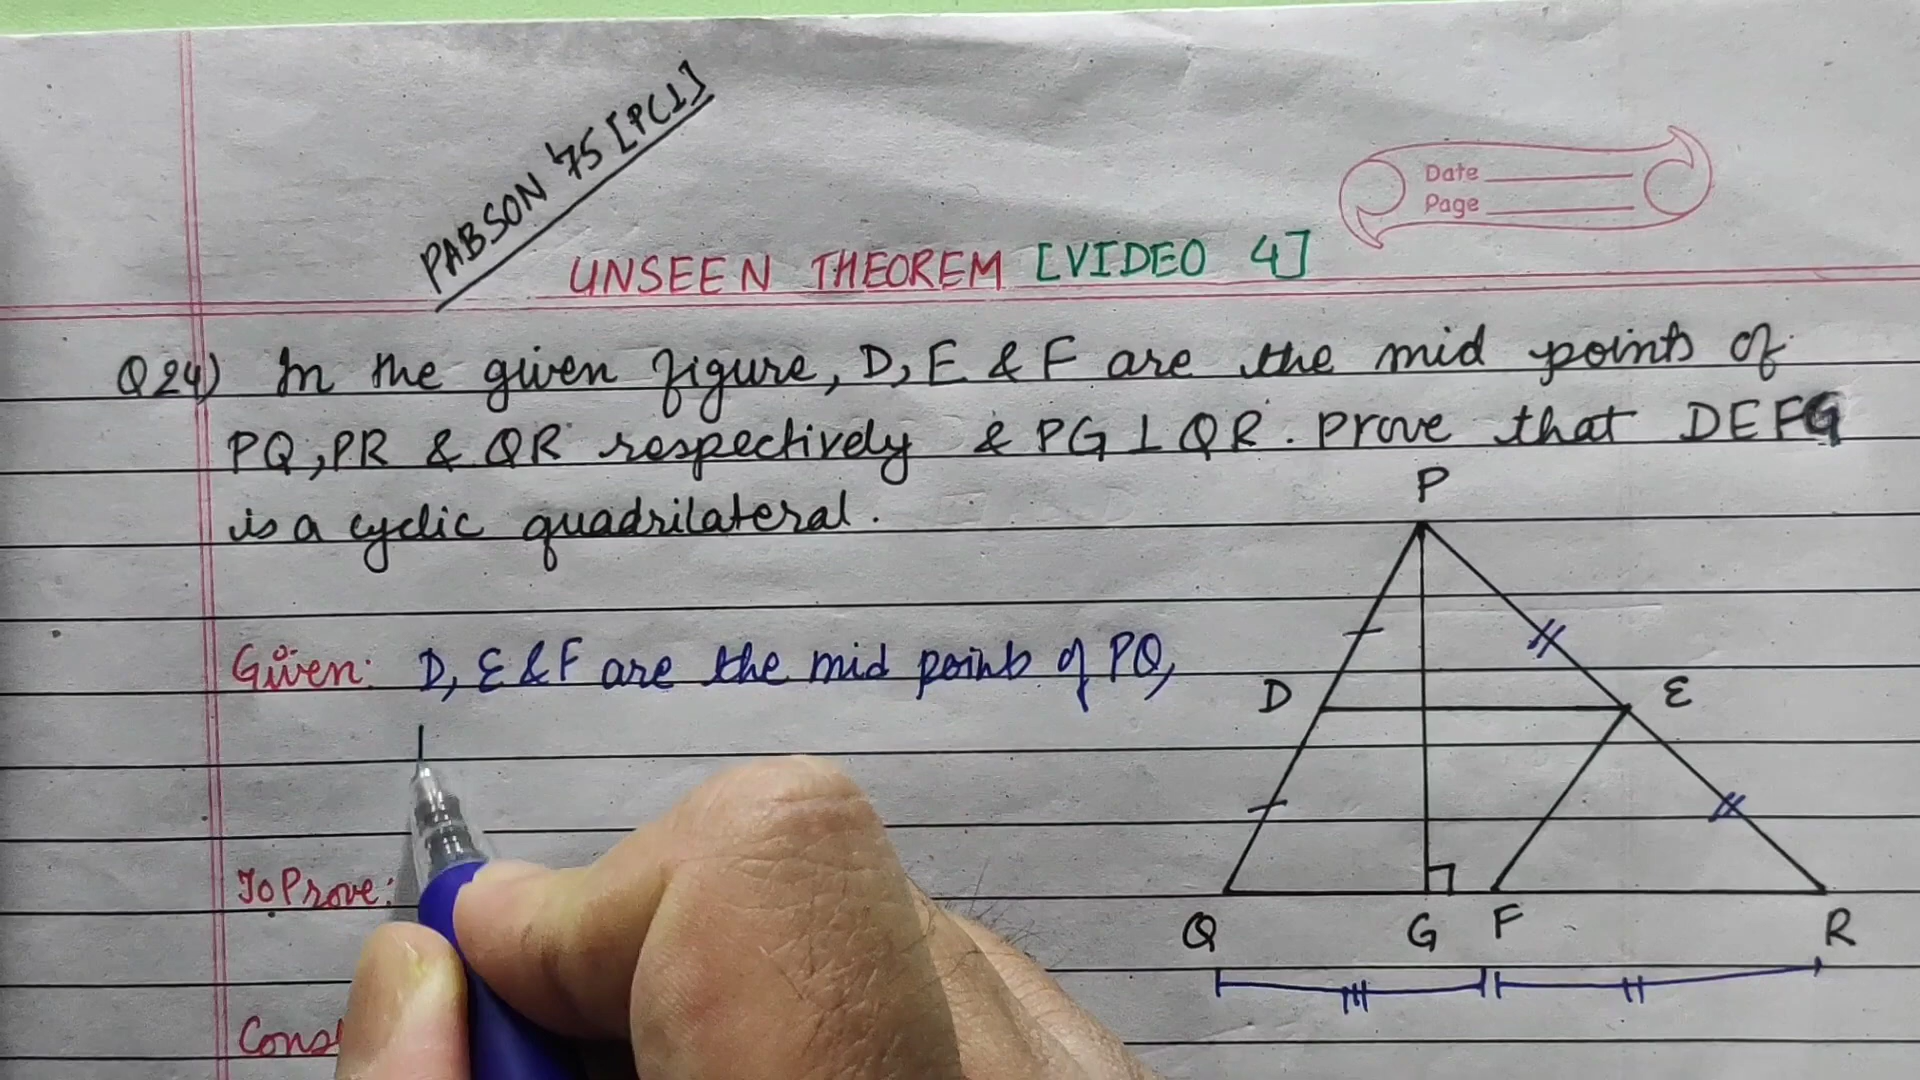 PABSON '75 [PCL]
Date
Page
UNSEEN THEOREM [VIDEO 4]
Q24) In the given figure, D, E & F are the mid points of
PQ, PR & QR respectively & PG ⊥ QR. prove that DEFG
is a cyclic quadrilateral.
P
Given: D, E & F are the mid points of PQ,
D E
To Prove:
Q G F R